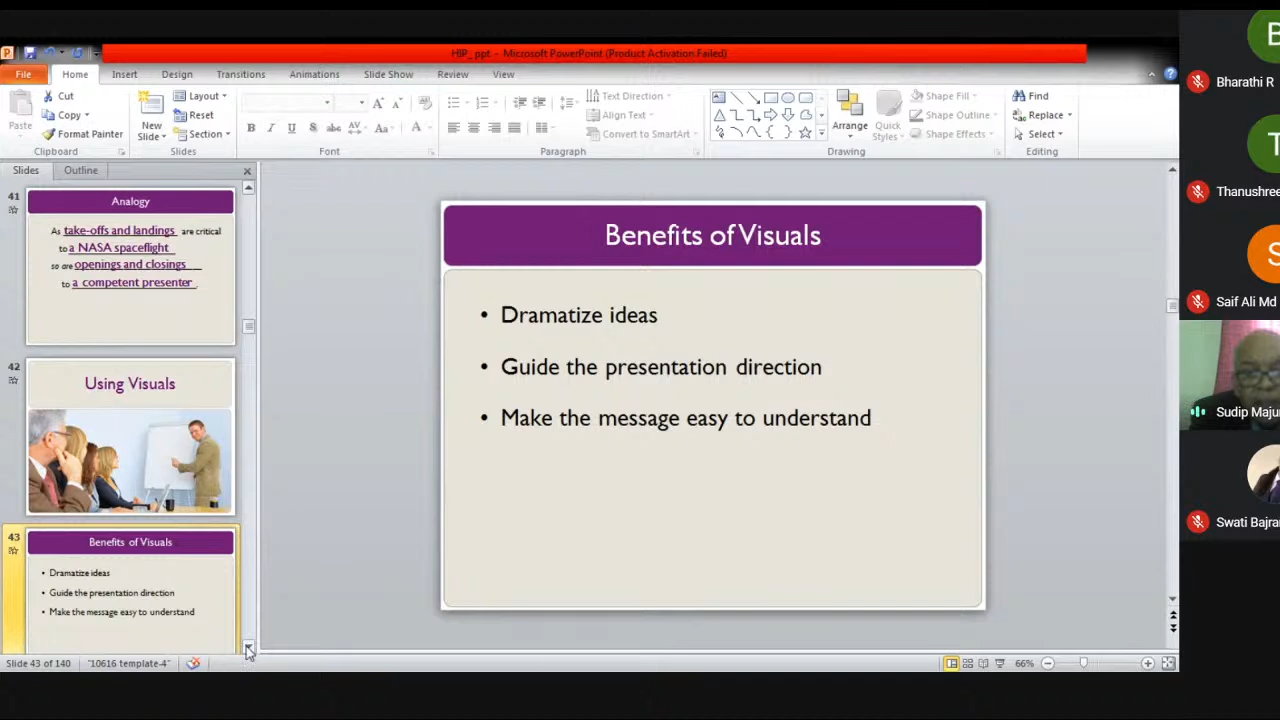 HIP_ppt - Microsoft PowerPoint (Product Activation Failed)
File Home Insert Design Transitions Animations Slide Show Review View
Paste
Cut
Copy
Format Painter
Clipboard
New
Slide
Layout
Reset
Section
Slides
B I U S abc AV Aa A
Font
Text Direction
Align Text
Convert to SmartArt
Paragraph
Arrange
Quick
Styles
Shape Fill
Shape Outline
Shape Effects
Drawing
Find
Replace
Select
Editing
Slides Outline
41
Analogy
As take-offs and landings are critical
to a NASA spaceflight
so are openings and closings
to a competent presenter.
42
Using Visuals
43
Benefits of Visuals
• Dramatize ideas
• Guide the presentation direction
• Make the message easy to understand
Benefits of Visuals
• Dramatize ideas
• Guide the presentation direction
• Make the message easy to understand
Slide 43 of 140
"10616 template-4"
66%
B
Bharathi R
T
Thanushree
S
Saif Ali Md
Sudip Maju
Swati Bajra